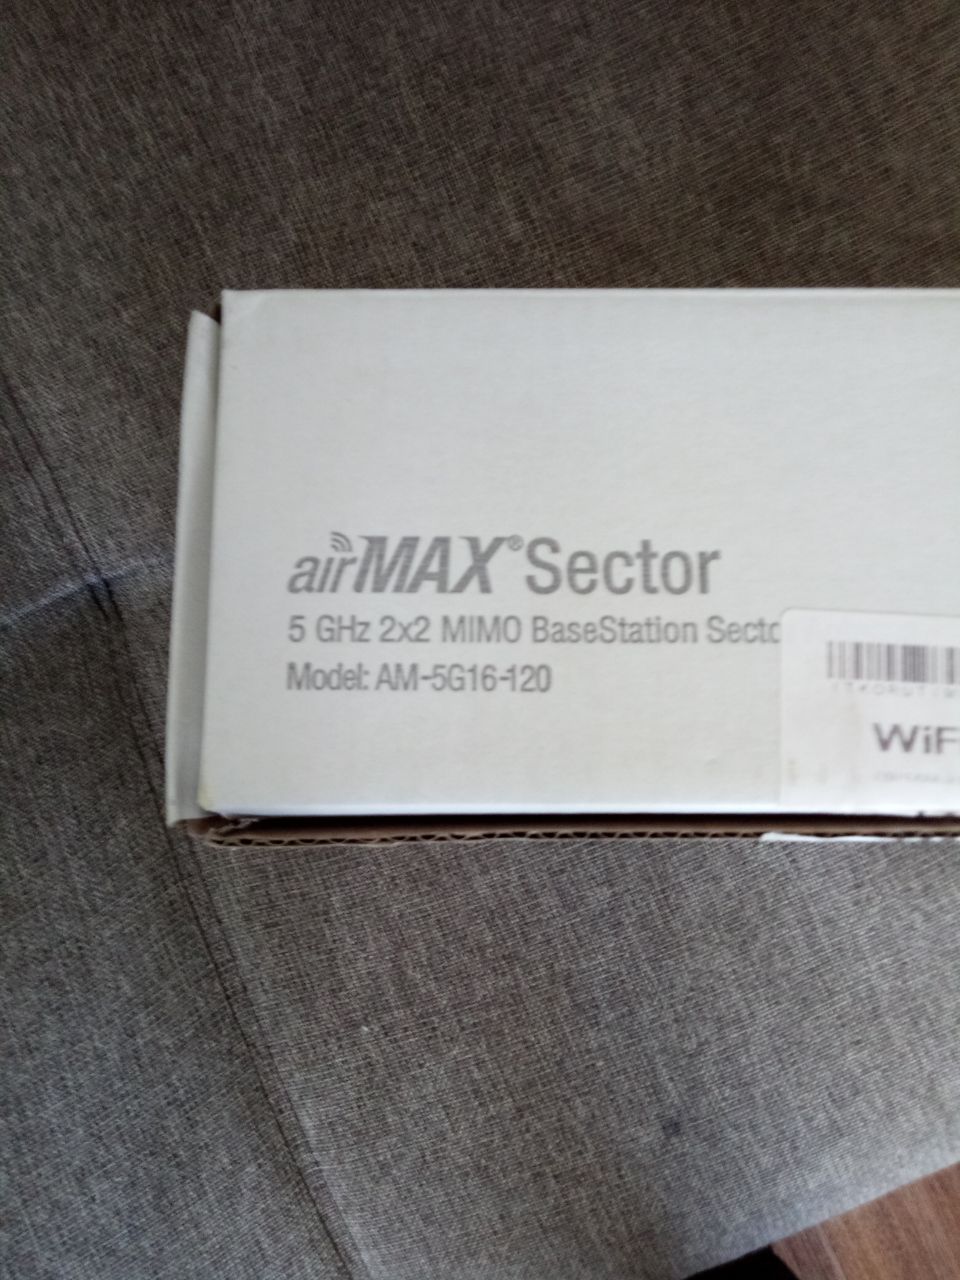 airMAX® Sector
5 GHz 2x2 MIMO BaseStation Secto
Model: AM-5G16-120
WiF